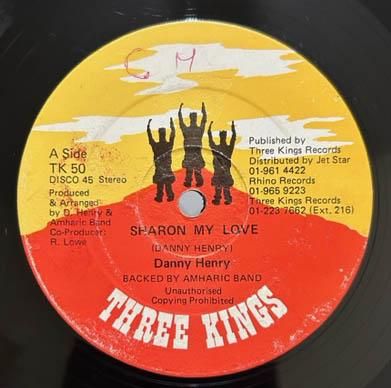 C M
A Side
TK 50
DISCO 45 Stereo
Produced
& Arranged
by D. Henry &
Amharic Band
Co-Producer:
R. Lowe
Published by
Three Kings Records
Distributed by Jet Star
01-961 4422
Rhino Records
01-965 9223
Three Kings Records
01-223 7662 (Ext. 216)
SHARON MY LOVE
(DANNY HENRY)
Danny Henry
BACKED BY AMHARIC BAND
Unauthorised
Copying Prohibited
THREE KINGS